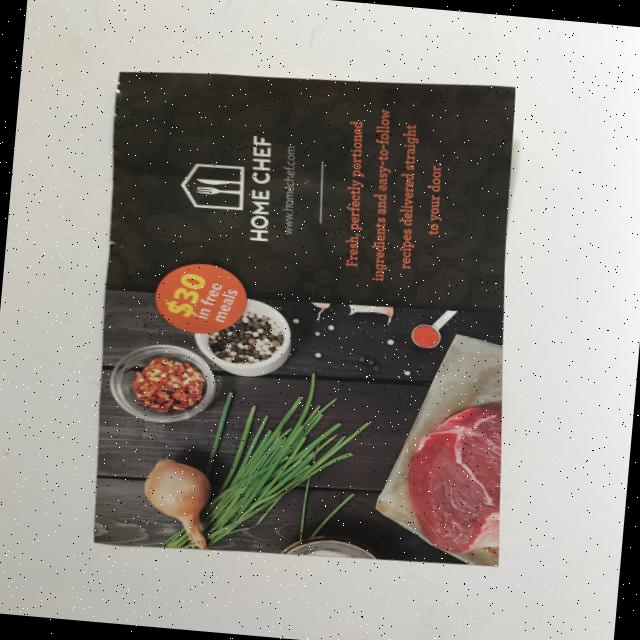 HOME CHEF
www.homechef.com
Fresh, perfectly portioned
ingredients and easy-to-follow
recipes delivered straight
to your door.
$30
in free
meals